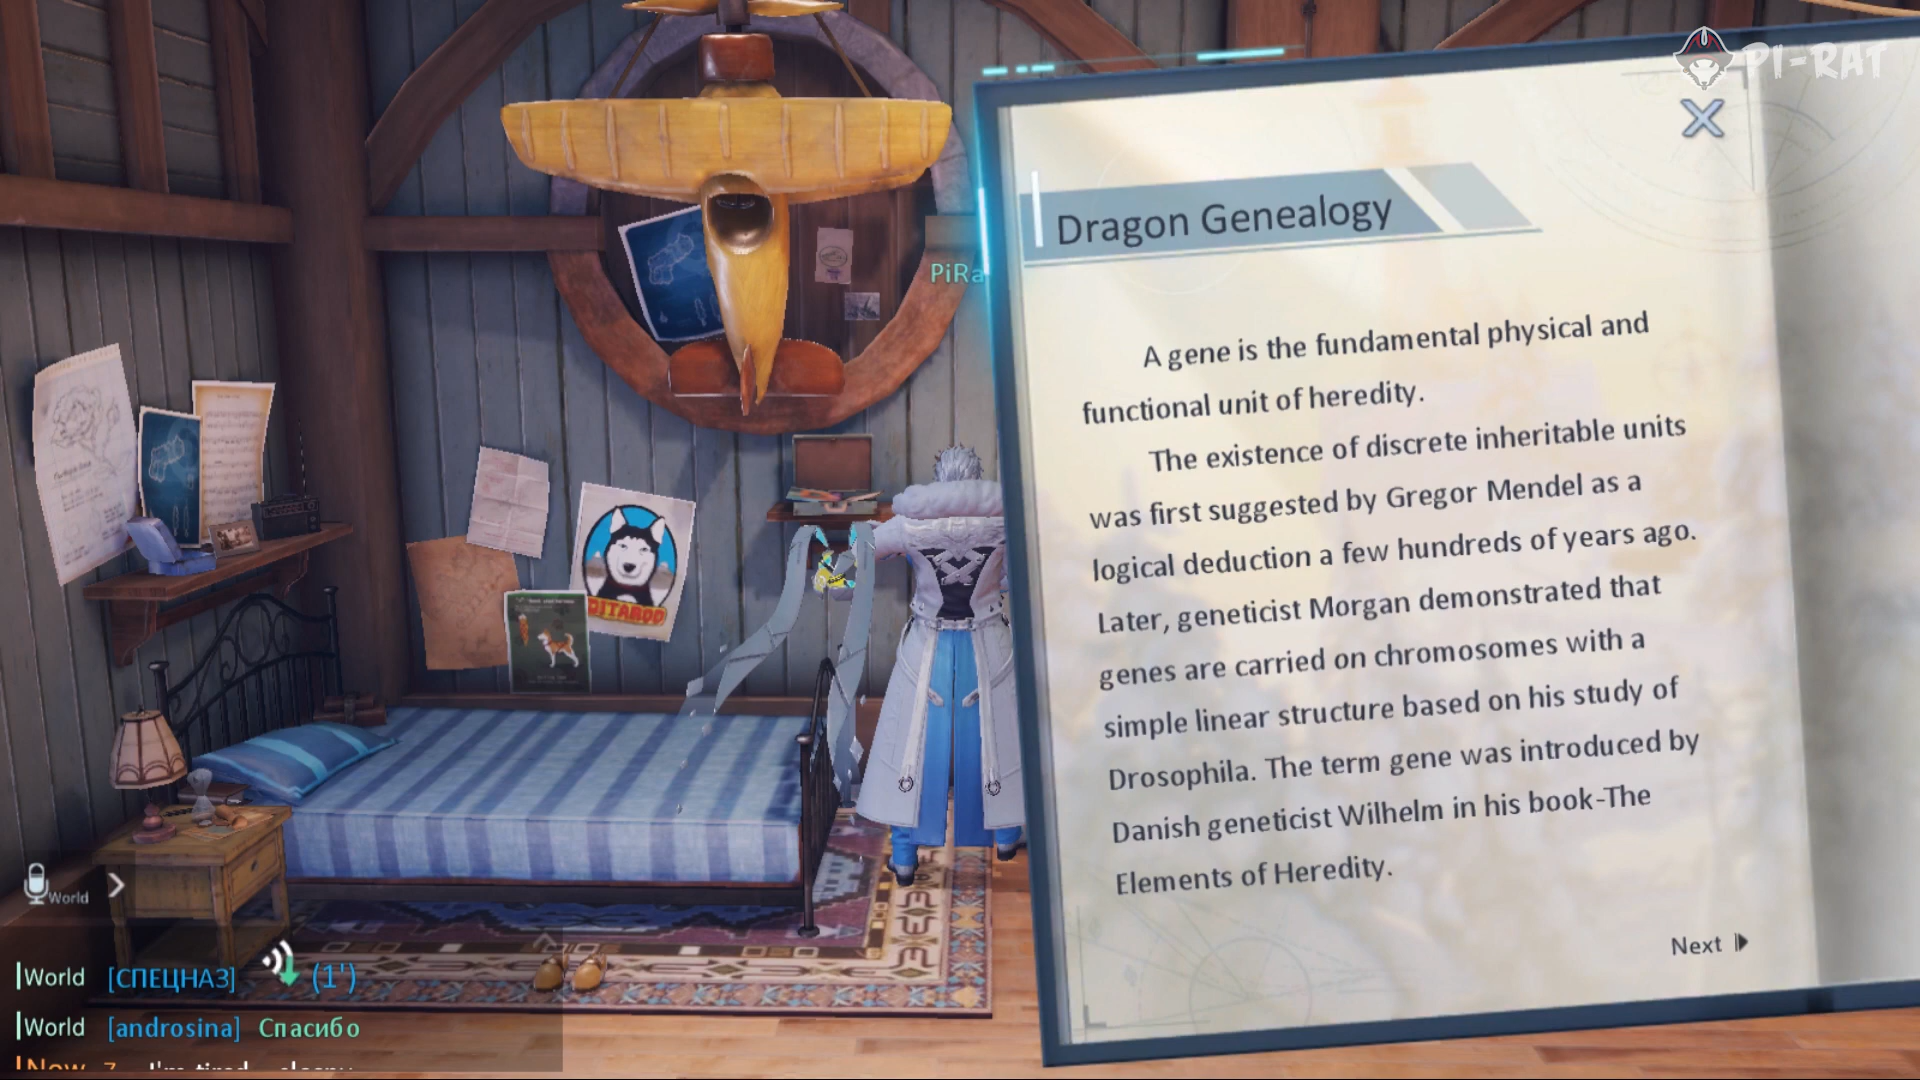 PI-RAT
Dragon Genealogy
PiRa
A gene is the fundamental physical and
functional unit of heredity.
The existence of discrete inheritable units
was first suggested by Gregor Mendel as a
logical deduction a few hundreds of years ago.
Later, geneticist Morgan demonstrated that
genes are carried on chromosomes with a
simple linear structure based on his study of
Drosophila. The term gene was introduced by
Danish geneticist Wilhelm in his book-The
Elements of Heredity.
Next
DITAROD
World
World [СПЕЦНАЗ] (1')
World [androsina] Спасибо